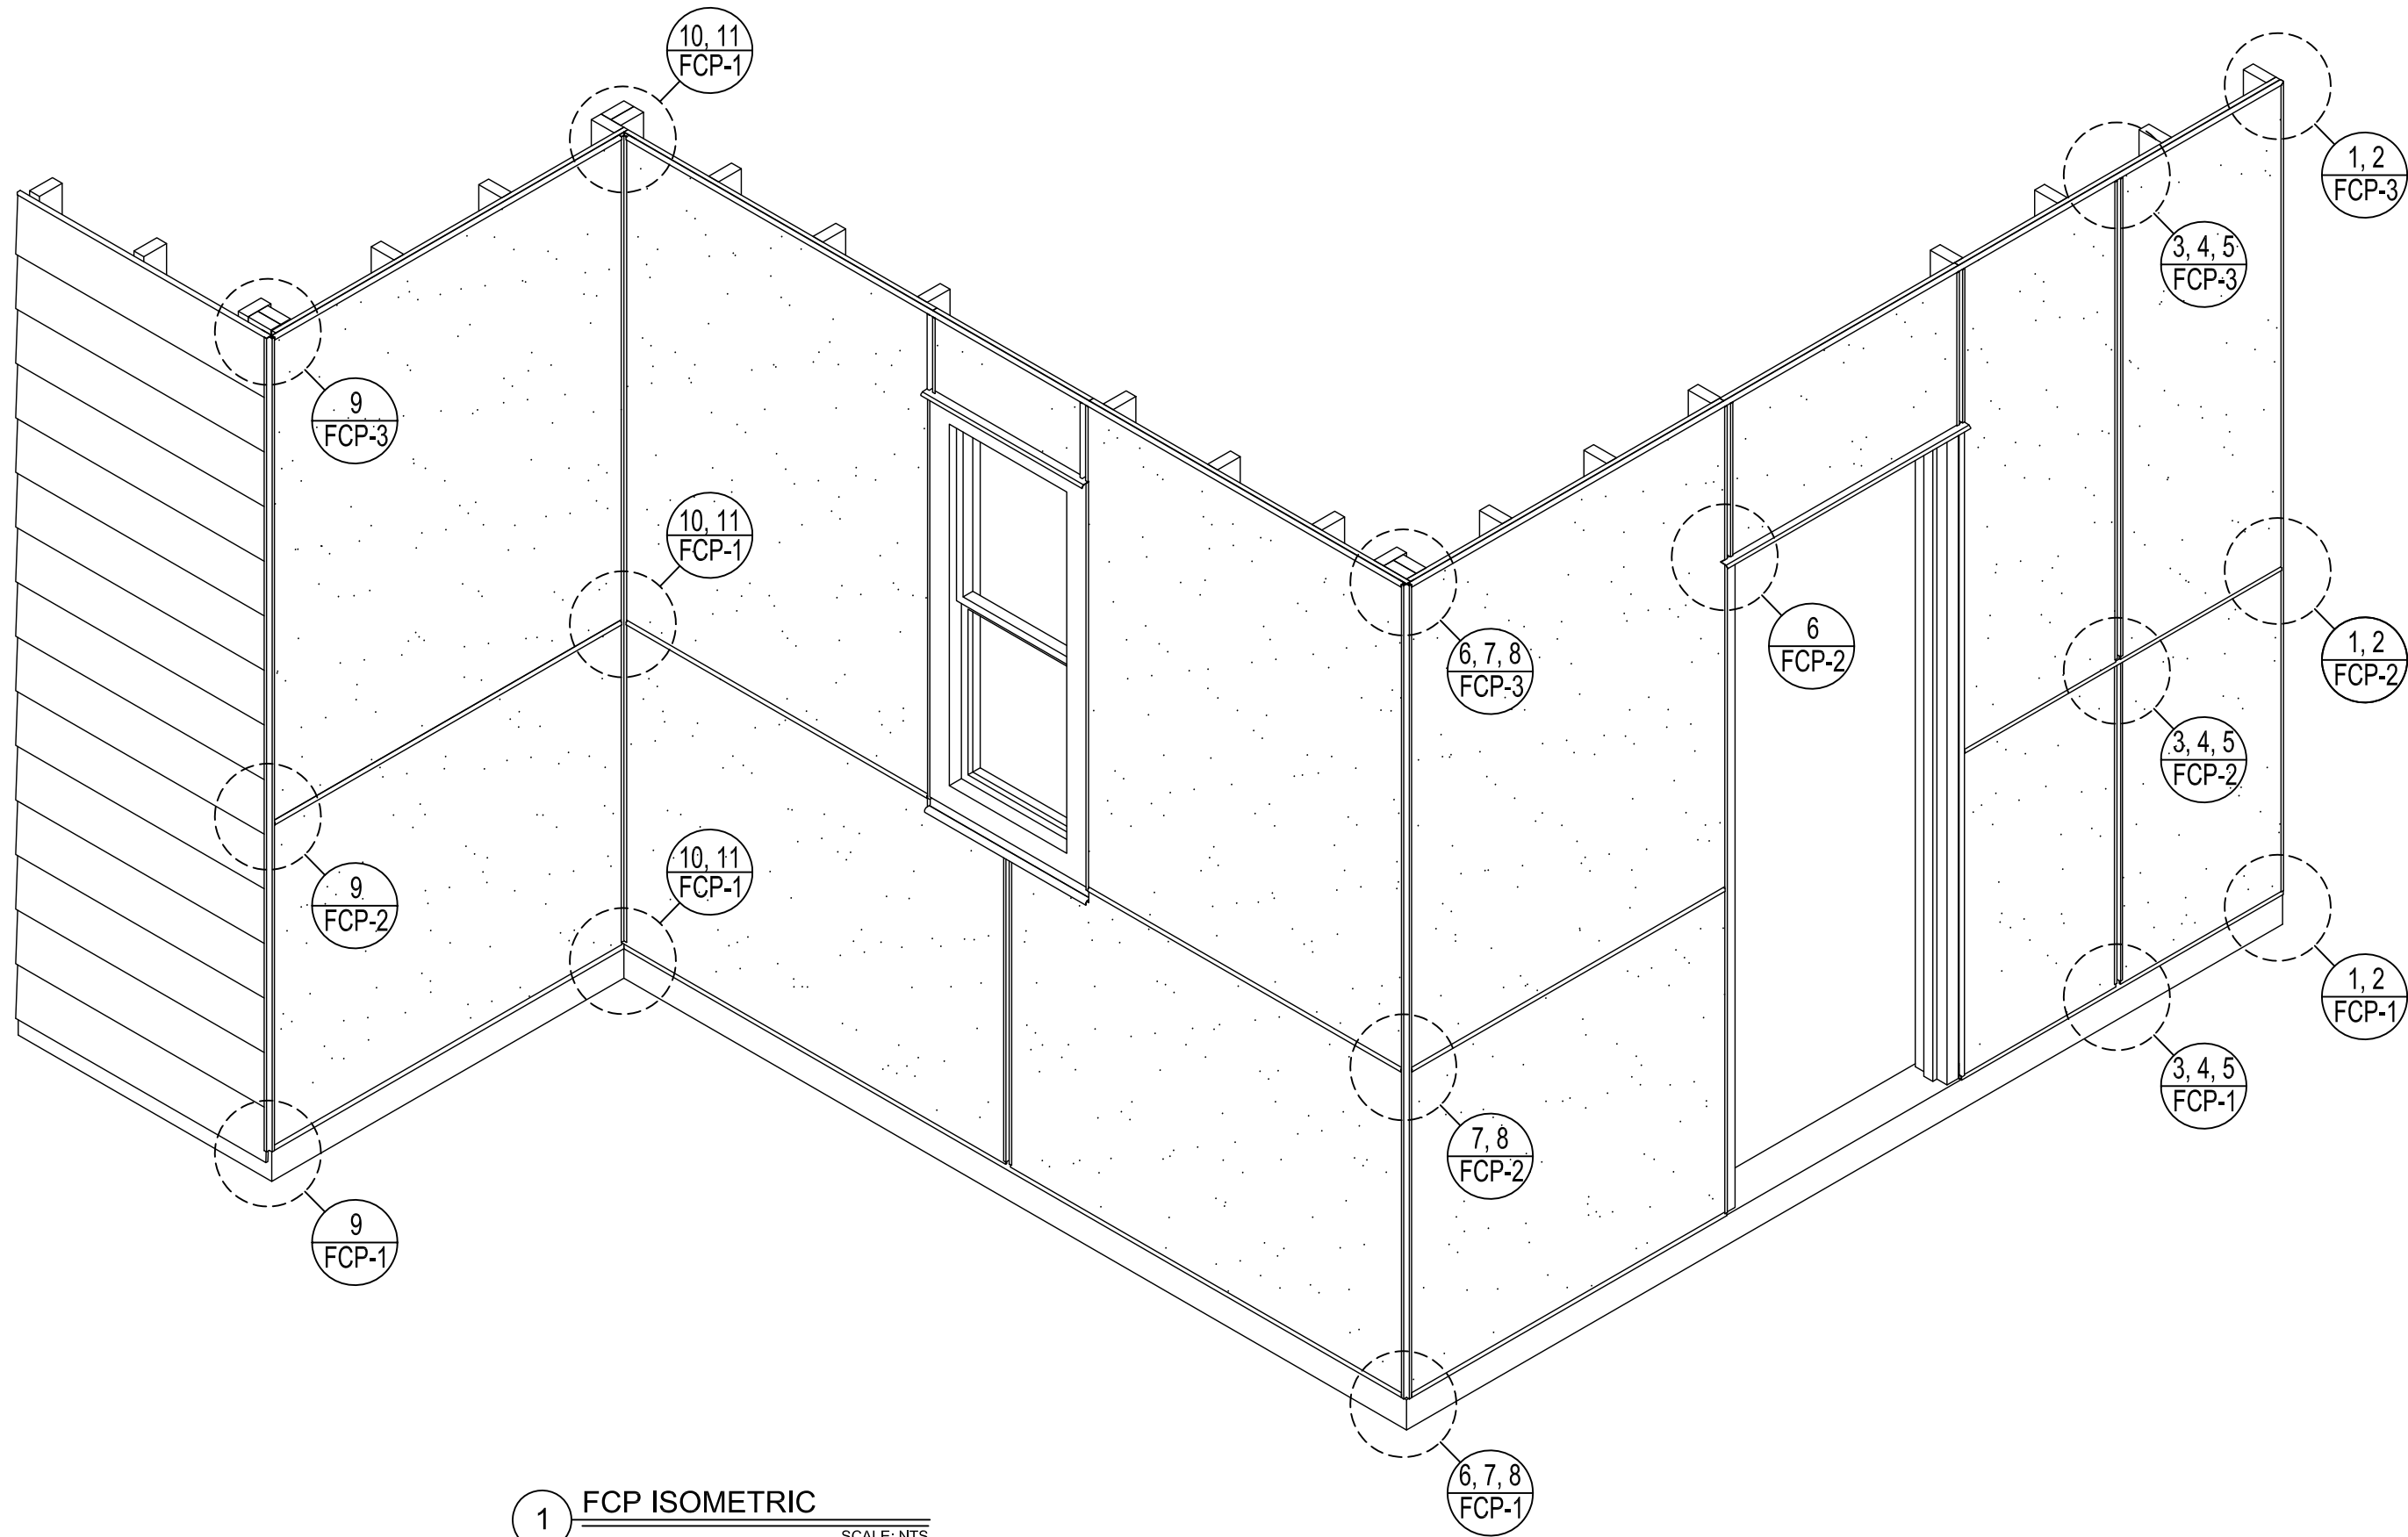 10, 11
FCP-1
1, 2
FCP-3
3, 4, 5
FCP-3
9
FCP-3
10, 11
FCP-1
6, 7, 8
FCP-3
6
FCP-2
1, 2
FCP-2
3, 4, 5
FCP-2
10, 11
FCP-1
9
FCP-2
1, 2
FCP-1
3, 4, 5
FCP-1
7, 8
FCP-2
9
FCP-1
6, 7, 8
FCP-1
1
FCP ISOMETRIC
SCALE: NTS